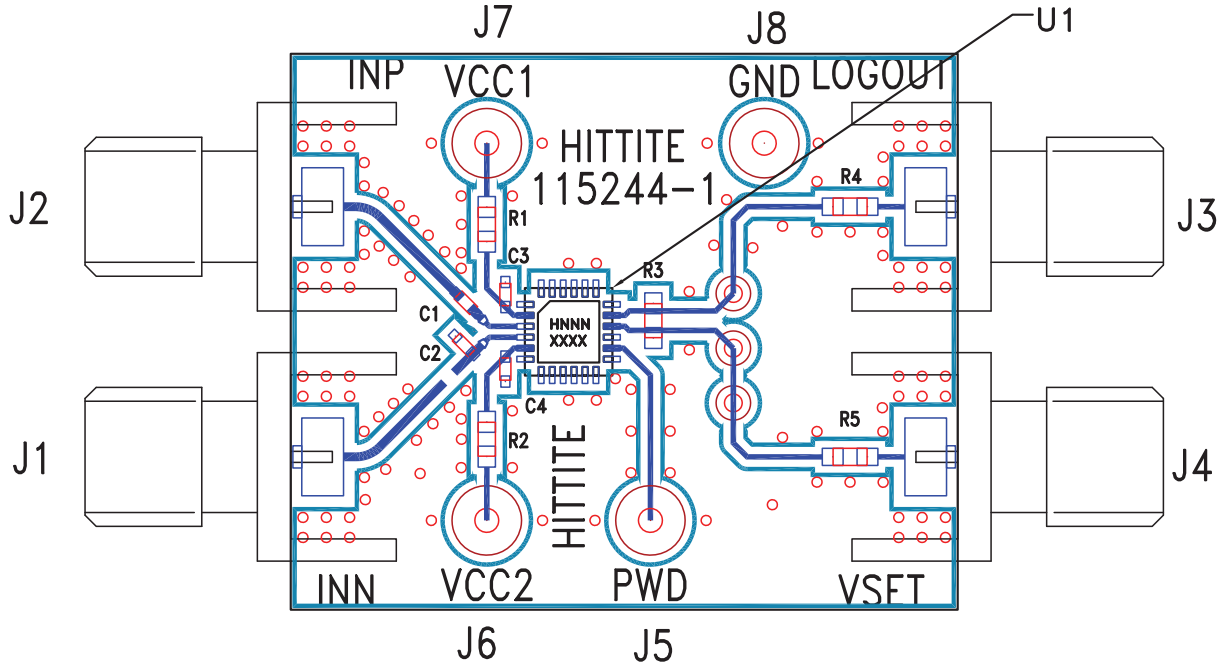 J7
J8
U1
INP
VCC1
GND
LOGOUT
HITTITE
115244-1
R4
J2
R1
J3
C3
R3
C1
HNNN
XXXX
C2
C4
R2
R5
HITTITE
J1
J4
INN
VCC2
PWD
VSET
J6
J5